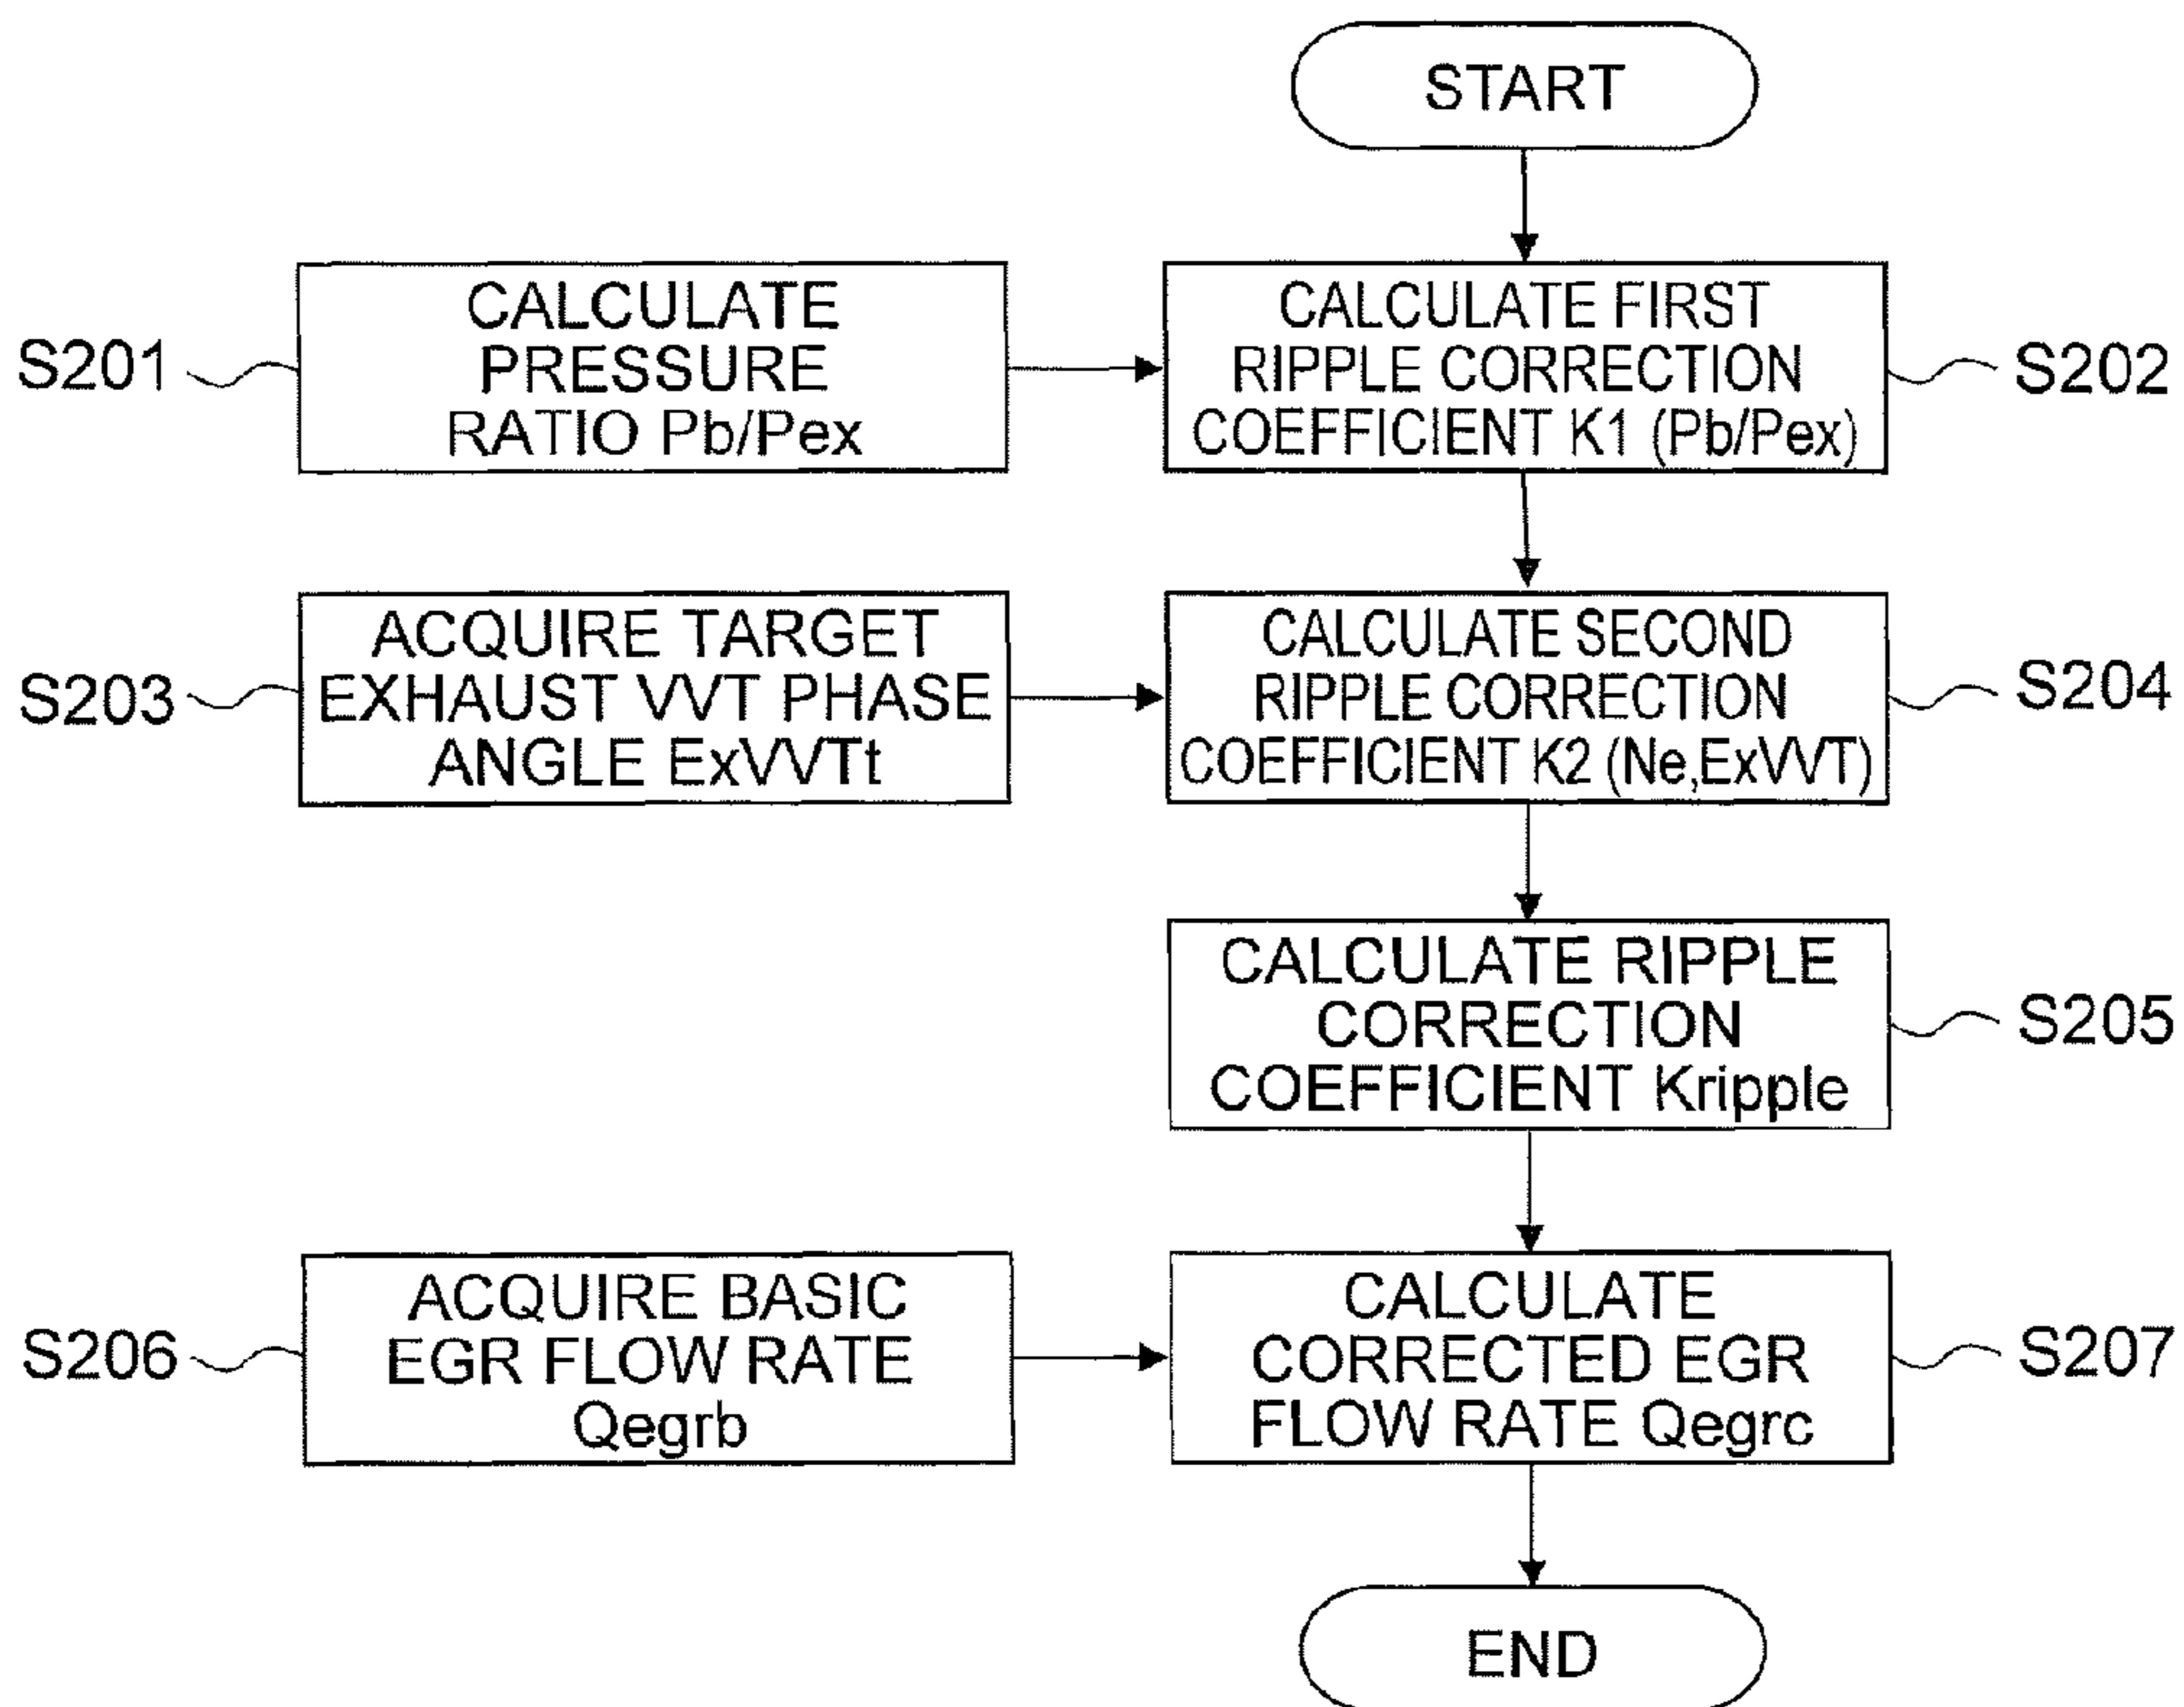 START
S201
CALCULATE
PRESSURE
RATIO Pb/Pex
CALCULATE FIRST
RIPPLE CORRECTION
COEFFICIENT K1 (Pb/Pex)
S202
S203
ACQUIRE TARGET
EXHAUST VVT PHASE
ANGLE ExVVTt
CALCULATE SECOND
RIPPLE CORRECTION
COEFFICIENT K2 (Ne,ExVVT)
S204
CALCULATE RIPPLE
CORRECTION
COEFFICIENT Kripple
S205
S206
ACQUIRE BASIC
EGR FLOW RATE
Qegrb
CALCULATE
CORRECTED EGR
FLOW RATE Qegrc
S207
END